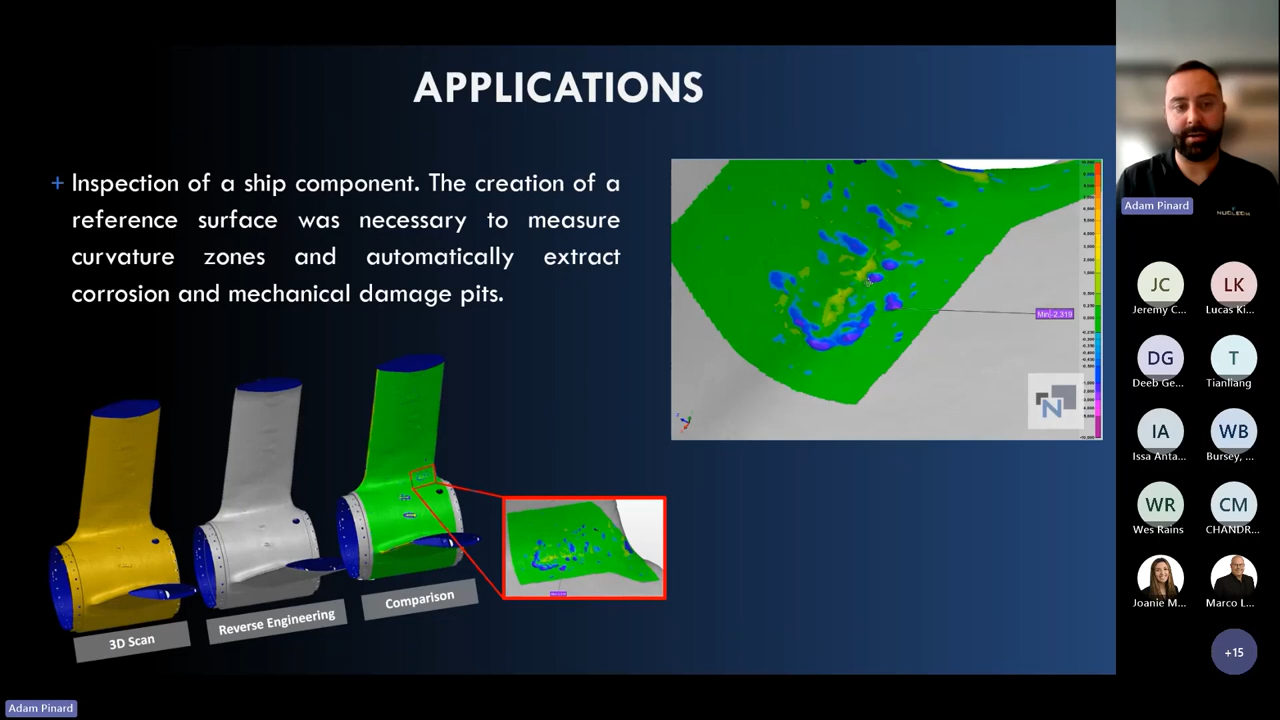 APPLICATIONS
+ Inspection of a ship component. The creation of a
reference surface was necessary to measure
curvature zones and automatically extract
corrosion and mechanical damage pits.
Min:-2.319
N
3D Scan
Reverse Engineering
Comparison
Adam Pinard
NUCLEOM
JC
Jeremy C...
LK
Lucas Ki...
DG
Deeb Ge...
T
Tianliang
IA
Issa Anta...
WB
Bursey, ...
WR
Wes Rains
CM
CHANDR...
Joanie M...
Marco L...
+15
Adam Pinard